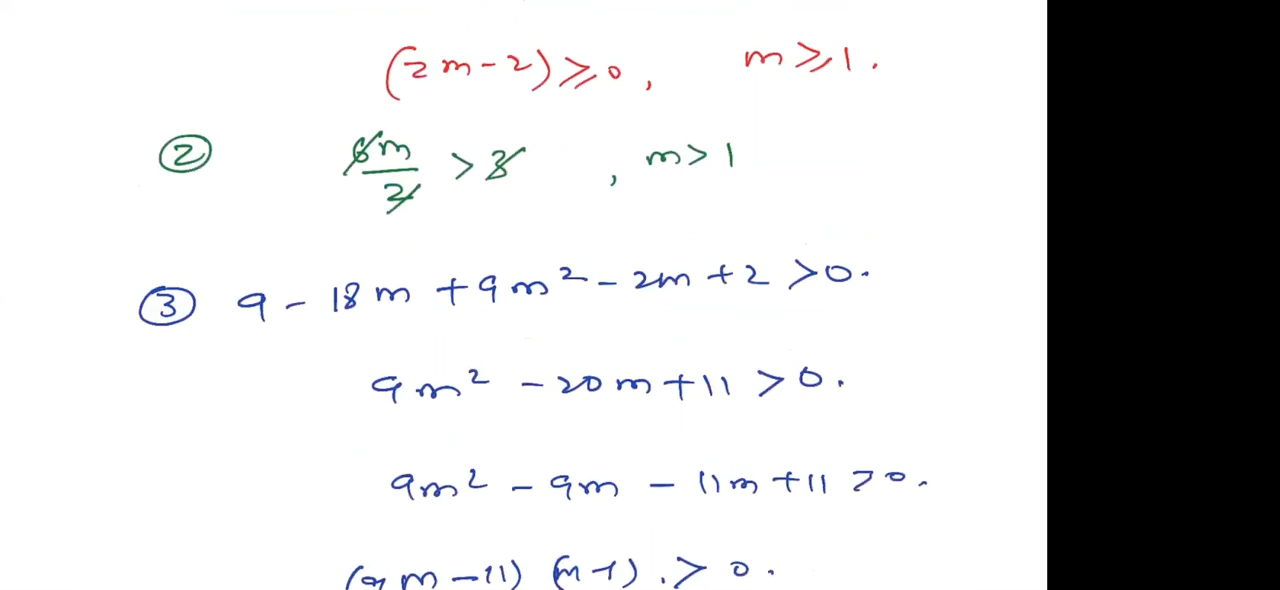 (2m-2) ≥ 0, m ≥ 1.
② 6m/2 > 3, m > 1
③ 9 - 18m + 9m² - 2m + 2 > 0.
9m² - 20m + 11 > 0.
9m² - 9m - 11m + 11 > 0.
(9m - 11) (m-1) . > 0.